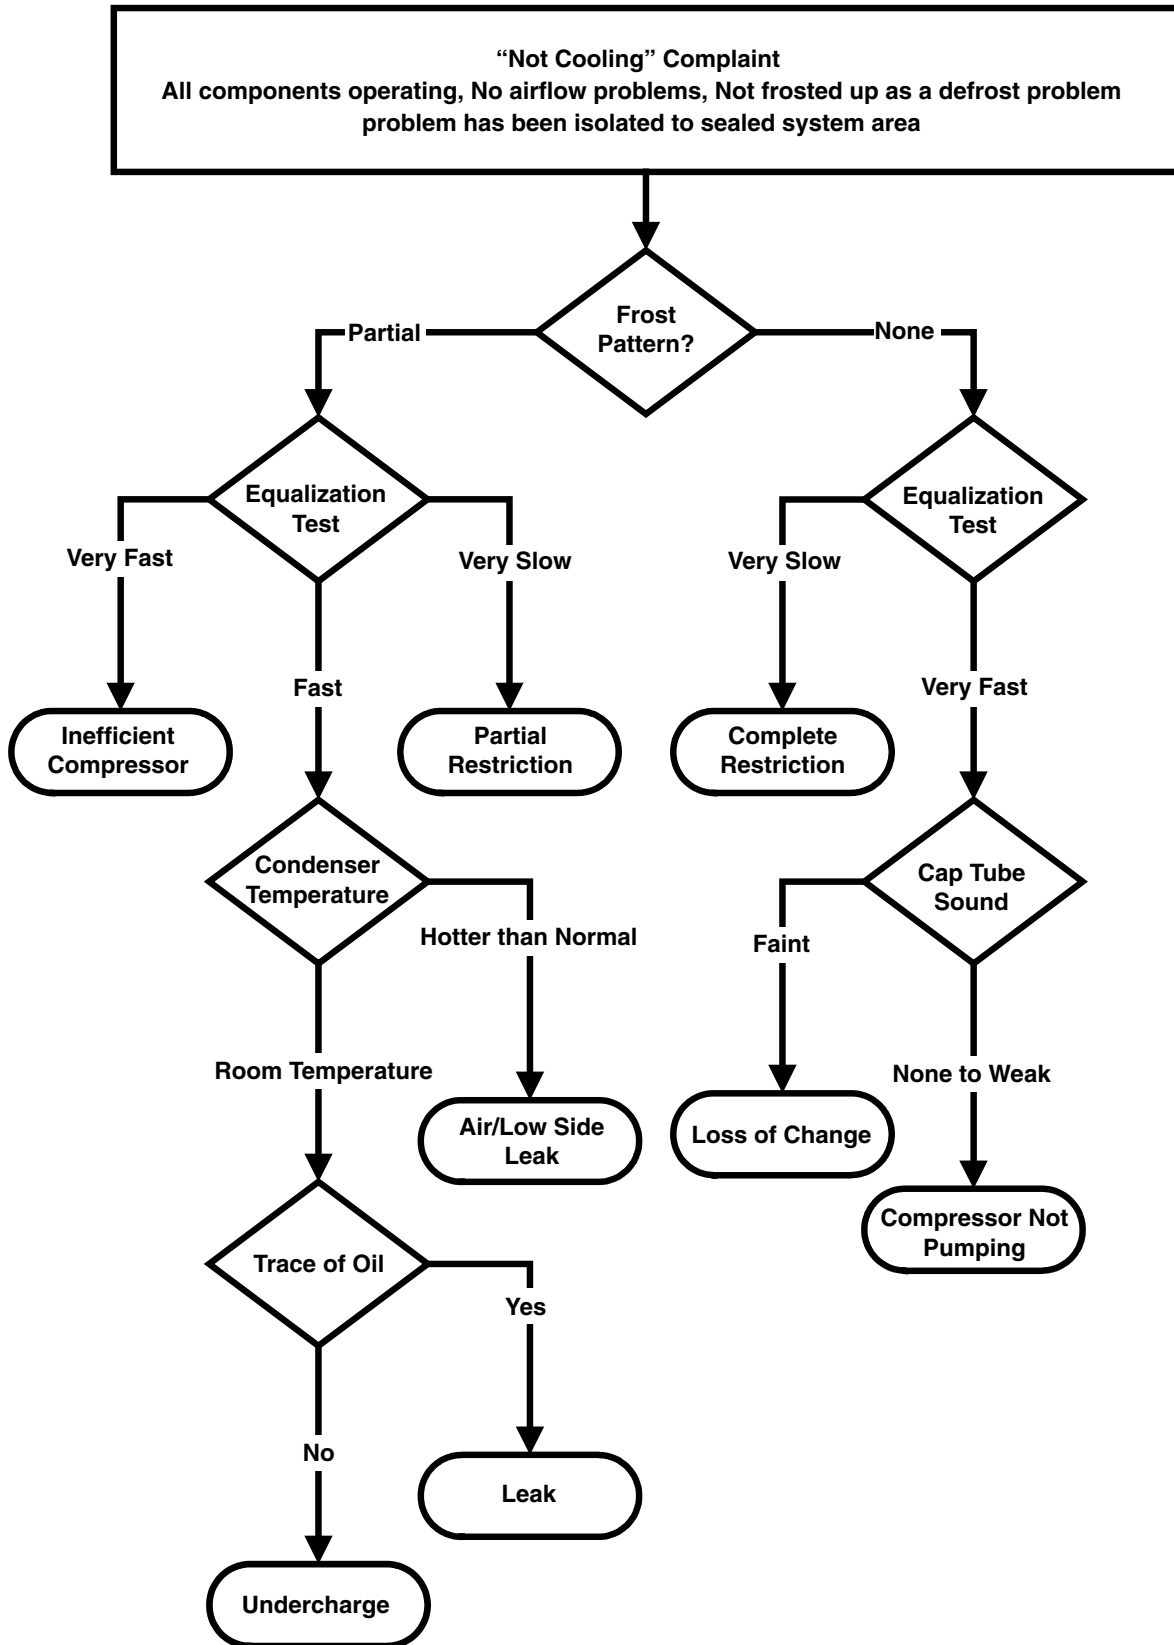 “Not Cooling” Complaint
All components operating, No airflow problems, Not frosted up as a defrost problem
problem has been isolated to sealed system area
Frost
Pattern?
Partial
None
Equalization
Test
Equalization
Test
Very Fast
Very Slow
Very Slow
Fast
Very Fast
Inefficient
Compressor
Partial
Restriction
Complete
Restriction
Condenser
Temperature
Cap Tube
Sound
Hotter than Normal
Faint
Room Temperature
None to Weak
Air/Low Side
Leak
Loss of Change
Compressor Not
Pumping
Trace of Oil
Yes
No
Leak
Undercharge